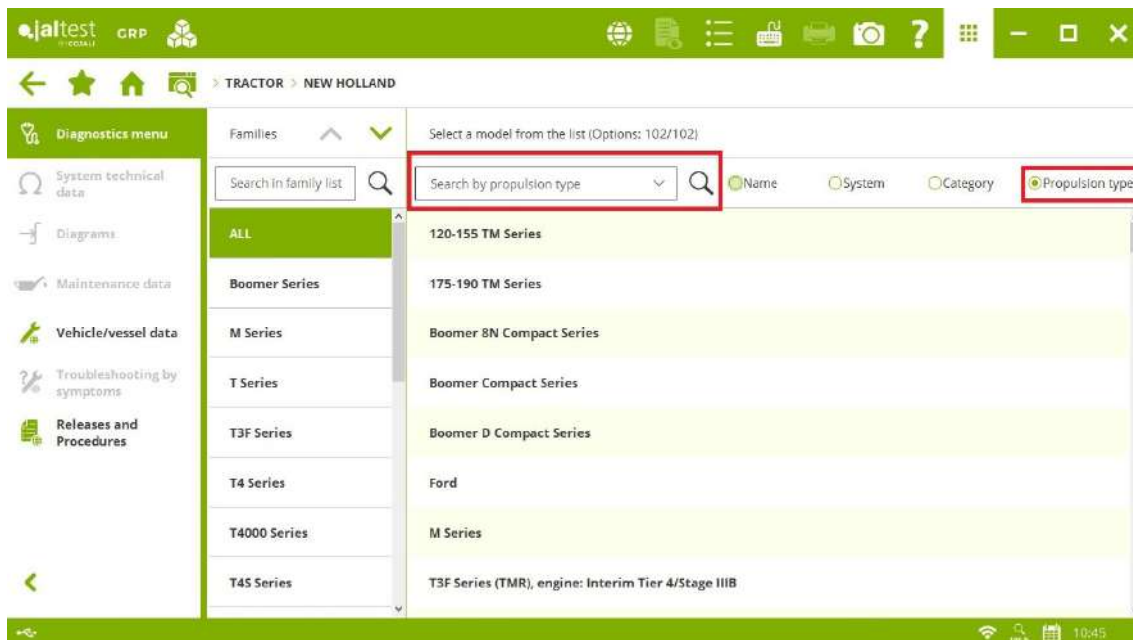 jaltest GRP
BY COJALI
> TRACTOR > NEW HOLLAND
Diagnostics menu
System technical
data
Diagrams
Maintenance data
Vehicle/vessel data
Troubleshooting by
symptoms
Releases and
Procedures
Families
Search in family list
ALL
Boomer Series
M Series
T Series
T3F Series
T4 Series
T4000 Series
T4S Series
Select a model from the list (Options: 102/102)
Search by propulsion type
Name
System
Category
Propulsion type
120-155 TM Series
175-190 TM Series
Boomer 8N Compact Series
Boomer Compact Series
Boomer D Compact Series
Ford
M Series
T3F Series (TMR), engine: Interim Tier 4/Stage IIIB
10:45